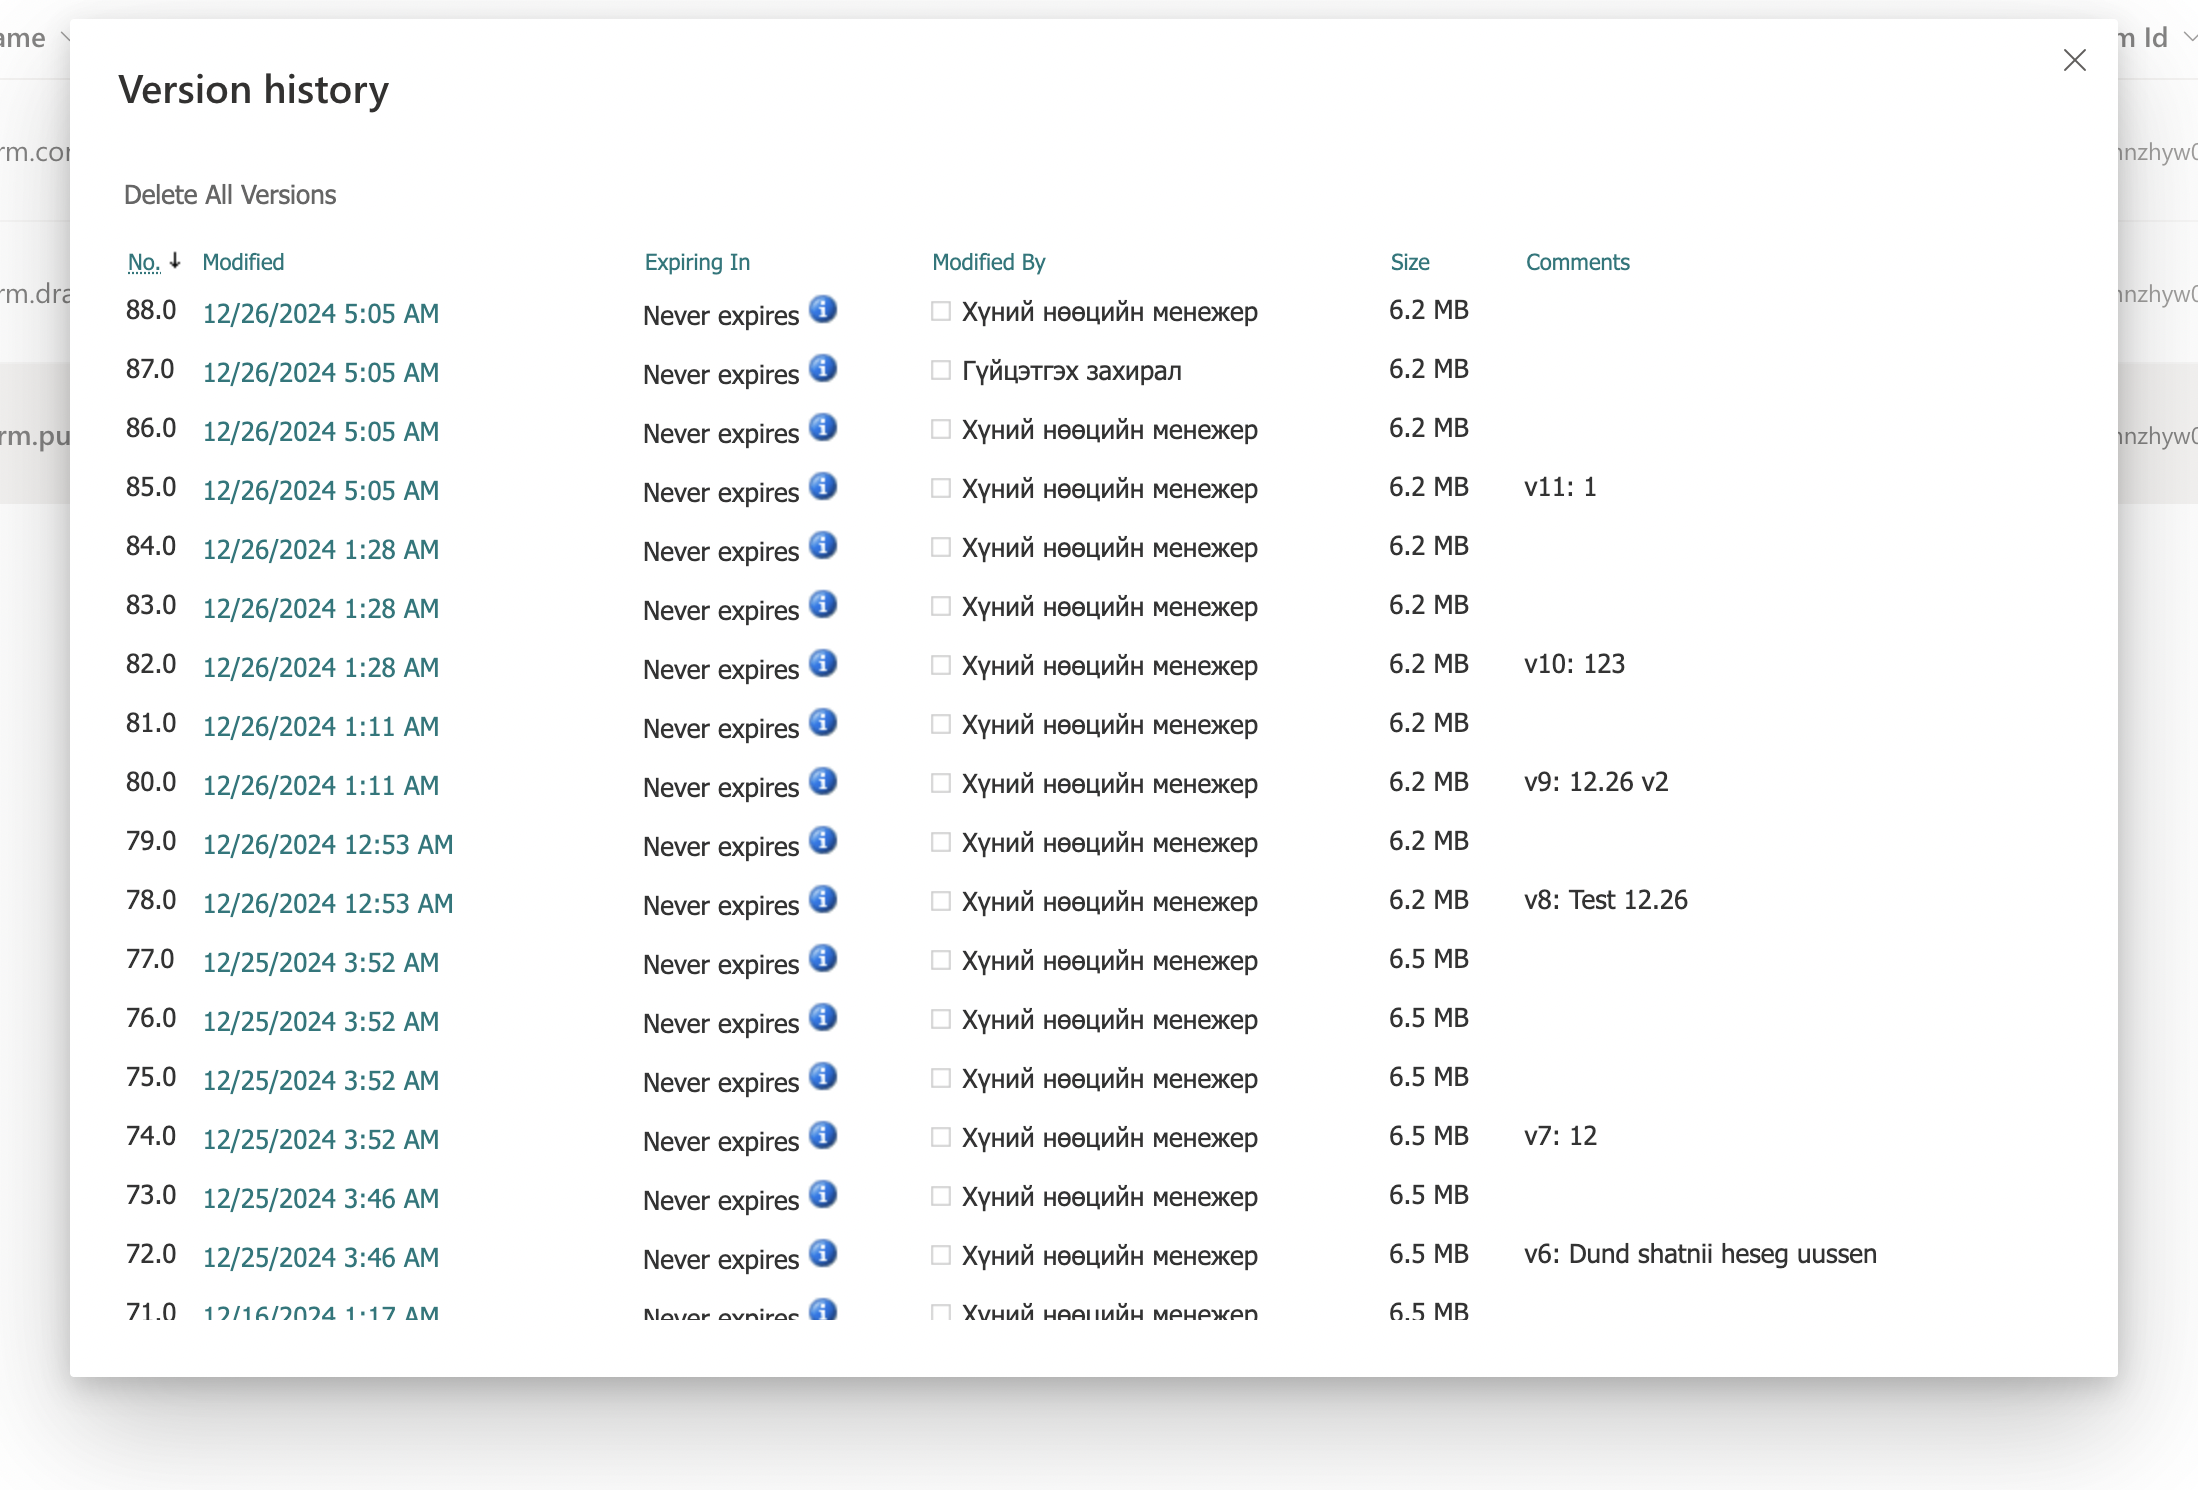 Version history
Delete All Versions
No. Modified Expiring In Modified By Size Comments
88.0 12/26/2024 5:05 AM Never expires Хүний нөөцийн менежер 6.2 MB
87.0 12/26/2024 5:05 AM Never expires Гүйцэтгэх захирал 6.2 MB
86.0 12/26/2024 5:05 AM Never expires Хүний нөөцийн менежер 6.2 MB
85.0 12/26/2024 5:05 AM Never expires Хүний нөөцийн менежер 6.2 MB v11: 1
84.0 12/26/2024 1:28 AM Never expires Хүний нөөцийн менежер 6.2 MB
83.0 12/26/2024 1:28 AM Never expires Хүний нөөцийн менежер 6.2 MB
82.0 12/26/2024 1:28 AM Never expires Хүний нөөцийн менежер 6.2 MB v10: 123
81.0 12/26/2024 1:11 AM Never expires Хүний нөөцийн менежер 6.2 MB
80.0 12/26/2024 1:11 AM Never expires Хүний нөөцийн менежер 6.2 MB v9: 12.26 v2
79.0 12/26/2024 12:53 AM Never expires Хүний нөөцийн менежер 6.2 MB
78.0 12/26/2024 12:53 AM Never expires Хүний нөөцийн менежер 6.2 MB v8: Test 12.26
77.0 12/25/2024 3:52 AM Never expires Хүний нөөцийн менежер 6.5 MB
76.0 12/25/2024 3:52 AM Never expires Хүний нөөцийн менежер 6.5 MB
75.0 12/25/2024 3:52 AM Never expires Хүний нөөцийн менежер 6.5 MB
74.0 12/25/2024 3:52 AM Never expires Хүний нөөцийн менежер 6.5 MB v7: 12
73.0 12/25/2024 3:46 AM Never expires Хүний нөөцийн менежер 6.5 MB
72.0 12/25/2024 3:46 AM Never expires Хүний нөөцийн менежер 6.5 MB v6: Dund shatnii heseg uussen
71.0 12/16/2024 1:17 AM Never expires Хүний нөөцийн менежер 6.5 MB